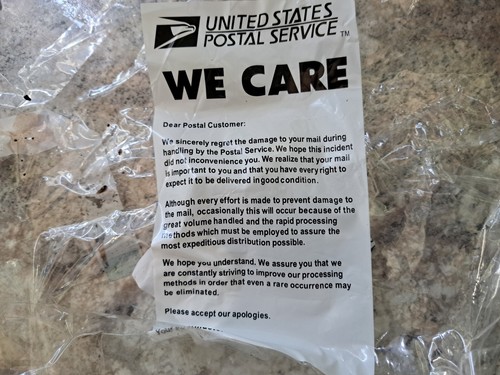 UNITED STATES
POSTAL SERVICE TM
WE CARE
Dear Postal Customer:
We sincerely regret the damage to your mail during
handling by the Postal Service. We hope this incident
did not inconvenience you. We realize that your mail
is important to you and that you have every right to
expect it to be delivered in good condition.
Although every effort is made to prevent damage to
the mail, occasionally this will occur because of the
great volume handled and the rapid processing
methods which must be employed to assure the
most expeditious distribution possible.
We hope you understand. We assure you that we
are constantly striving to improve our processing
methods in order that even a rare occurrence may
be eliminated.
Please accept our apologies.
Your